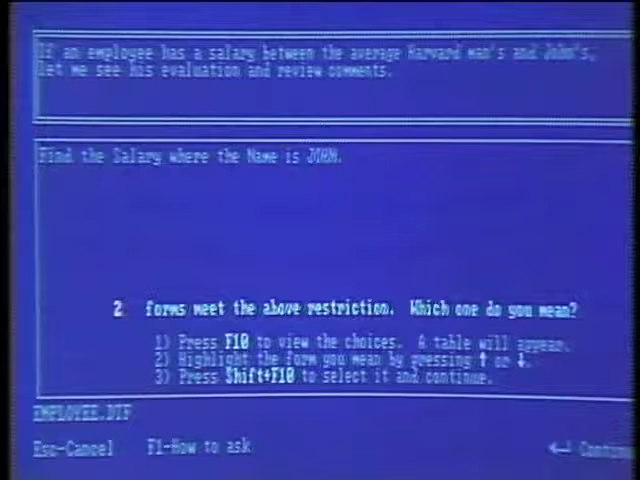 If an employee has a salary between the average Harvard man's and John's,
let me see his evaluation and review comments.
Find the Salary where the Name is JOHN.
2 forms meet the above restriction. Which one do you mean?
1) Press F10 to view the choices. A table will appear.
2) Highlight the form you mean by pressing ↑ or ↓.
3) Press Shift+F10 to select it and continue.
EMPLOYEE.DTF
Esc-Cancel F1-How to ask ↵ Continue